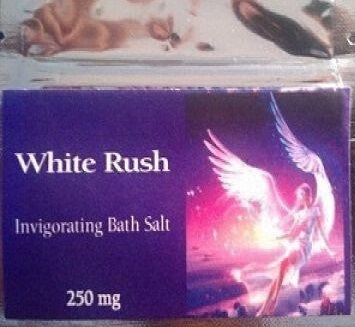 White Rush
Invigorating Bath Salt
250 mg